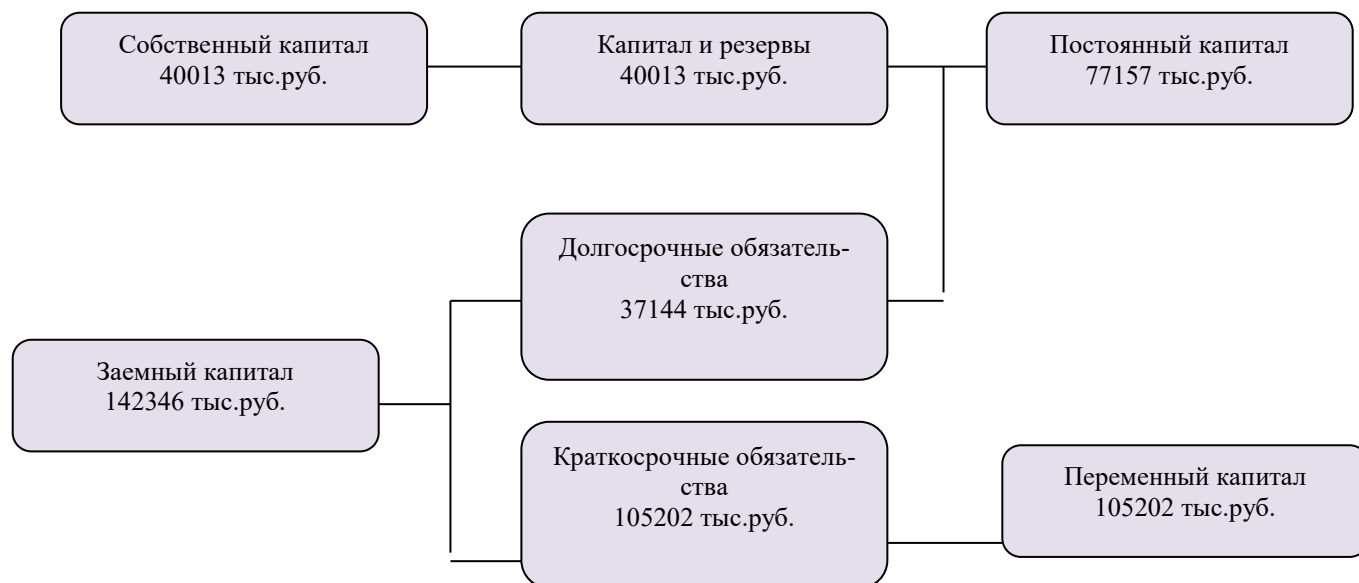 Собственный капитал
40013 тыс.руб.
Капитал и резервы
40013 тыс.руб.
Постоянный капитал
77157 тыс.руб.
Долгосрочные обязатель-
ства
37144 тыс.руб.
Заемный капитал
142346 тыс.руб.
Краткосрочные обязатель-
ства
105202 тыс.руб.
Переменный капитал
105202 тыс.руб.